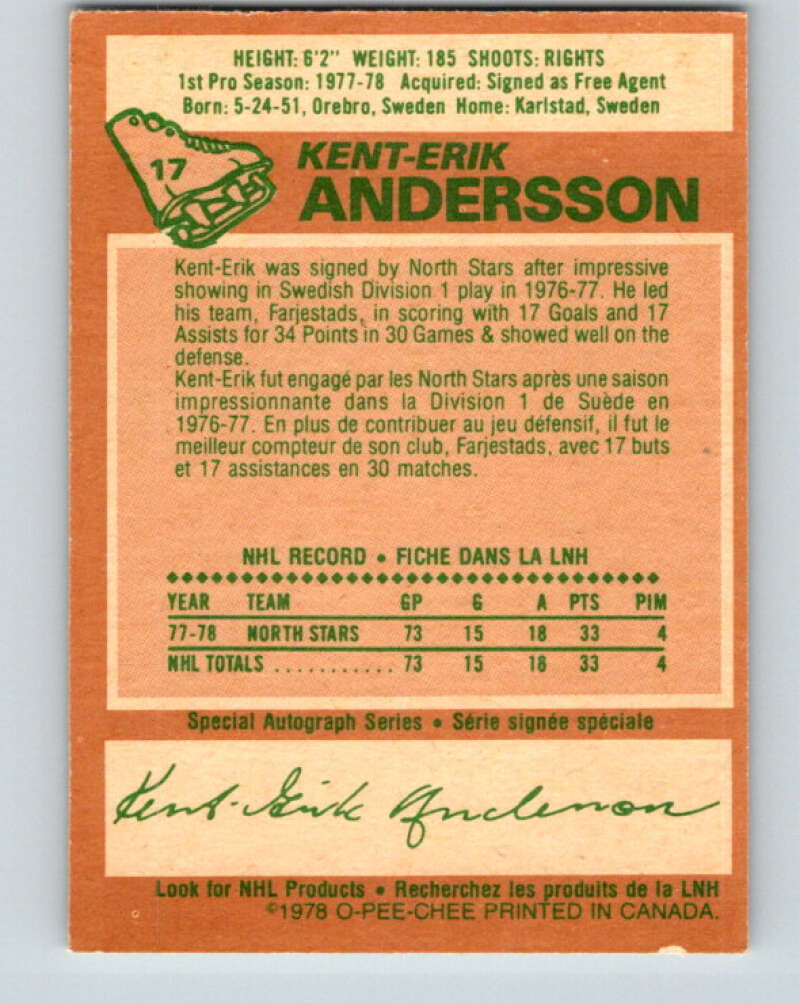 HEIGHT: 6'2" WEIGHT: 185 SHOOTS: RIGHTS
1st Pro Season: 1977-78 Acquired: Signed as Free Agent
Born: 5-24-51, Orebro, Sweden Home: Karlstad, Sweden
17
KENT-ERIK
ANDERSSON
Kent-Erik was signed by North Stars after impressive
showing in Swedish Division 1 play in 1976-77. He led
his team, Farjestads, in scoring with 17 Goals and 17
Assists for 34 Points in 30 Games & showed well on the
defense.
Kent-Erik fut engagé par les North Stars après une saison
impressionnante dans la Division 1 de Suède en
1976-77. En plus de contribuer au jeu défensif, il fut le
meilleur compteur de son club, Farjestads, avec 17 buts
et 17 assistances en 30 matches.
NHL RECORD • FICHE DANS LA LNH
YEAR TEAM GP G A PTS PIM
77-78 NORTH STARS 73 15 18 33 4
NHL TOTALS ........... 73 15 18 33 4
Special Autograph Series • Série signée spéciale
Kent-Erik Andersson
Look for NHL Products • Recherchez les produits de la LNH
©1978 O-PEE-CHEE PRINTED IN CANADA.